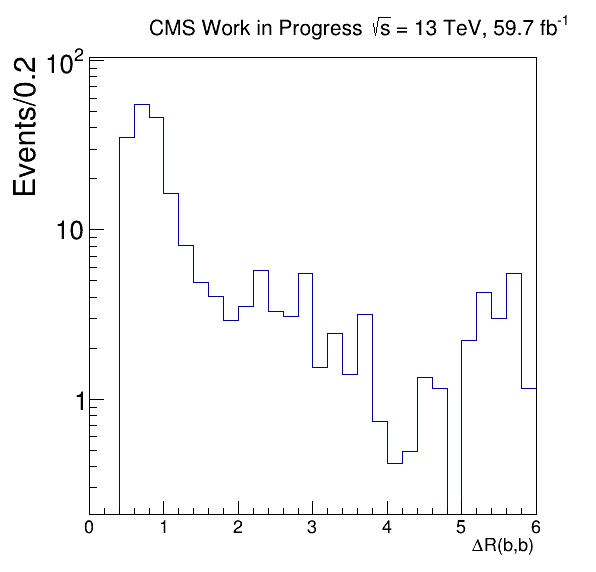 CMS Work in Progress √s = 13 TeV, 59.7 fb⁻¹
Events/0.2
10²
10
1
0 1 2 3 4 5 6
ΔR(b,b)